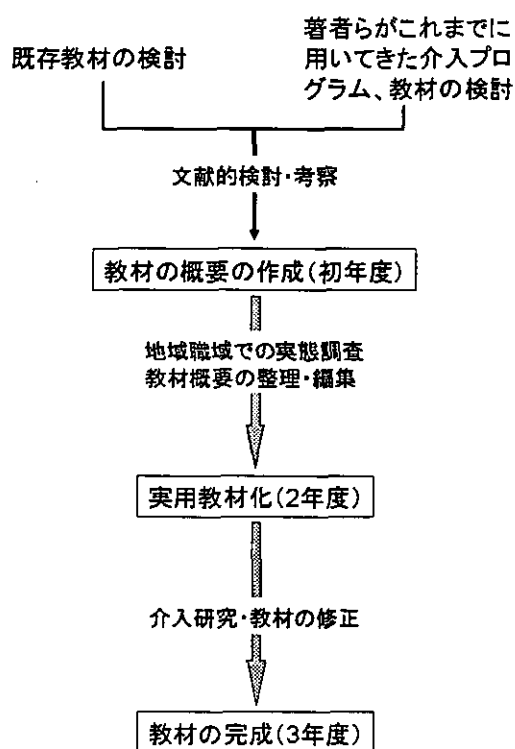 既存教材の検討
著者らがこれまでに
用いてきた介入プロ
グラム、教材の検討
文献的検討・考察
教材の概要の作成(初年度)
地域職域での実態調査
教材概要の整理・編集
実用教材化(2年度)
介入研究・教材の修正
教材の完成(3年度)